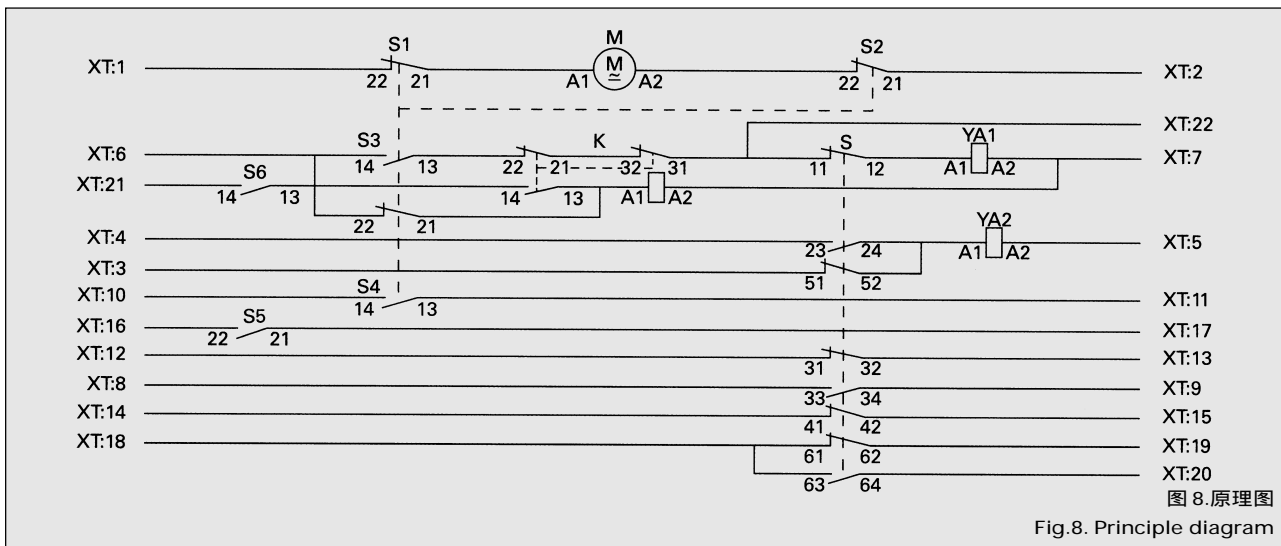 S1 M S2
XT:1 M ~ XT:2
22 21 A1 A2 22 21
XT:22
S3 K S YA1
XT:6 XT:7
14 13 22 21 32 31 11 12 A1 A2
XT:21 S6
14 13 14 13 A1 A2
22 21 YA2
XT:4 XT:5
23 24 A1 A2
XT:3
51 52
XT:10 S4 XT:11
14 13
XT:16 S5 XT:17
22 21
XT:12 XT:13
31 32
XT:8 XT:9
33 34
XT:14 XT:15
41 42
XT:18 XT:19
61 62
XT:20
63 64
图 8.原理图
Fig.8. Principle diagram